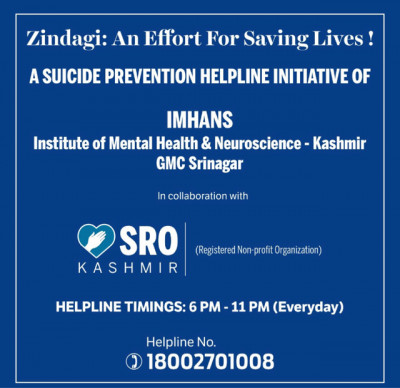 Zindagi: An Effort For Saving Lives !
A SUICIDE PREVENTION HELPLINE INITIATIVE OF
IMHANS
Institute of Mental Health & Neuroscience - Kashmir
GMC Srinagar
In collaboration with
SRO
KASHMIR
(Registered Non-profit Organization)
HELPLINE TIMINGS: 6 PM - 11 PM (Everyday)
Helpline No.
18002701008